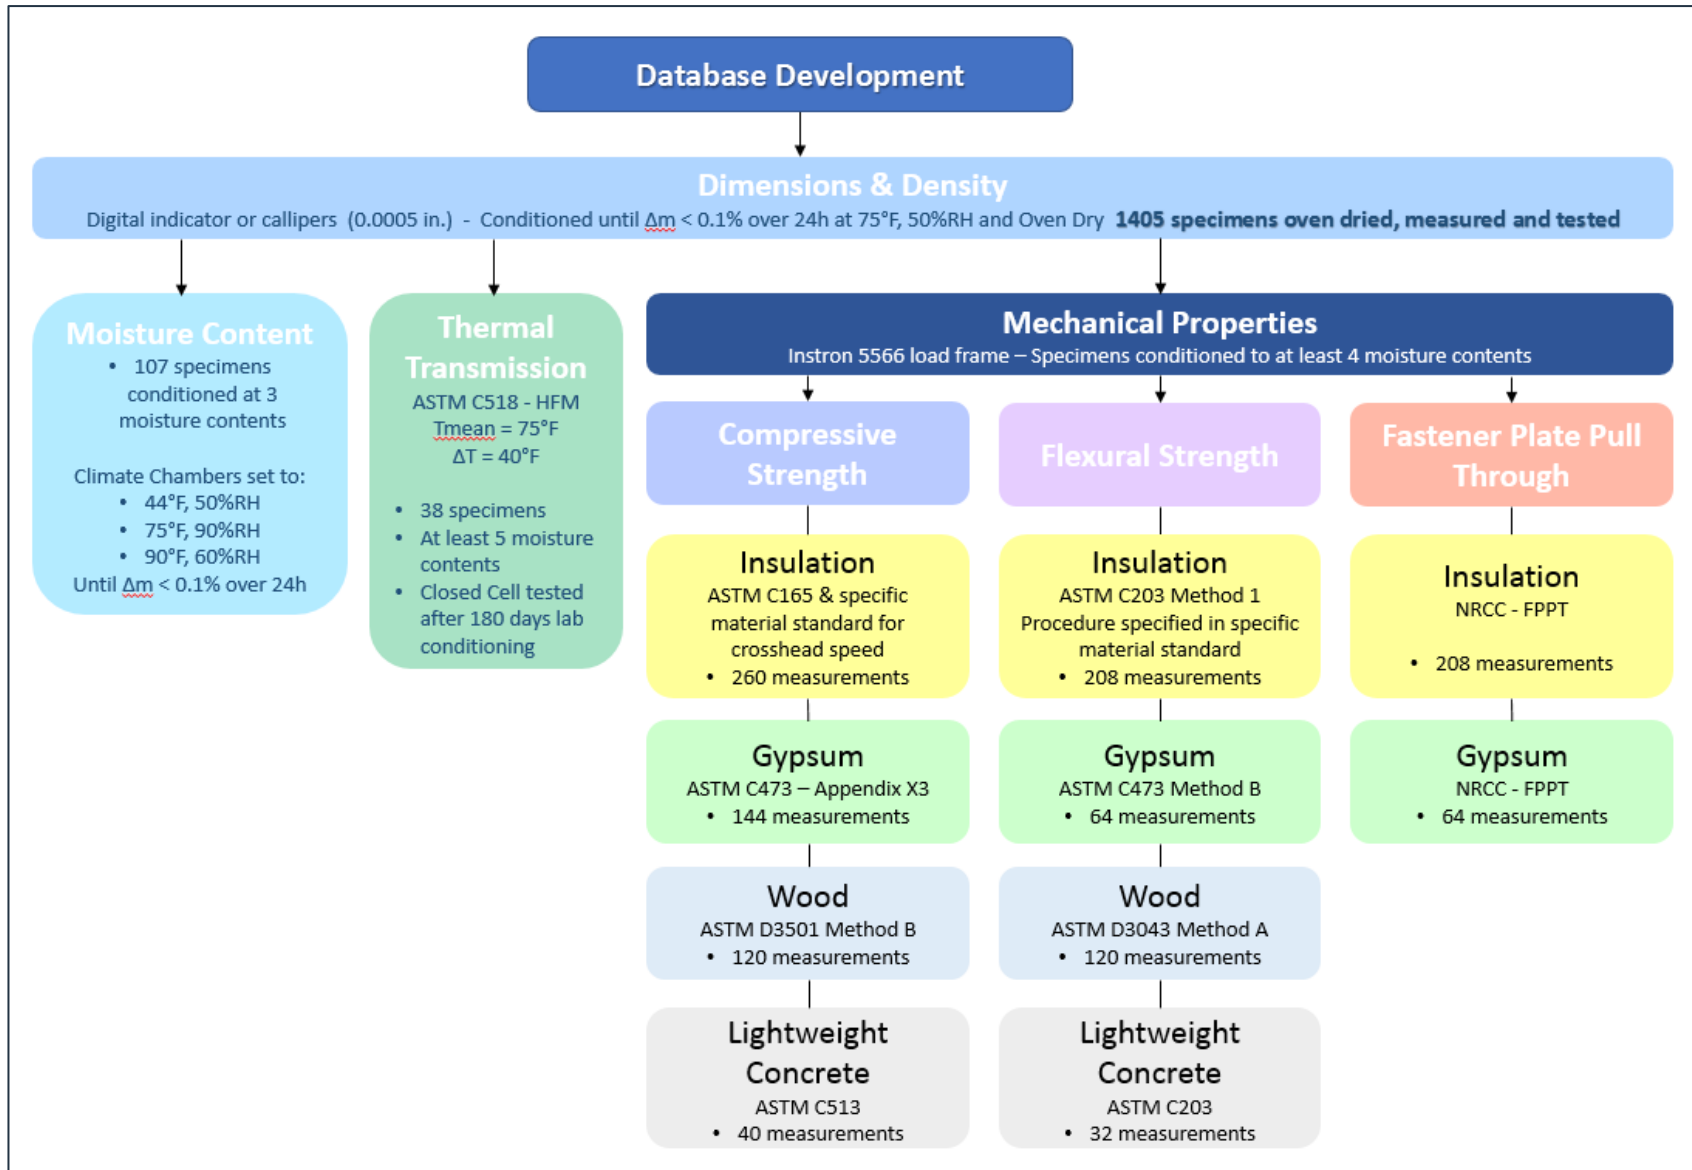 Database Development
Dimensions & Density
Digital indicator or callipers (0.0005 in.) - Conditioned until Δm < 0.1% over 24h at 75°F, 50%RH and Oven Dry 1405 specimens oven dried, measured and tested
Moisture Content
• 107 specimens
conditioned at 3
moisture contents
Climate Chambers set to:
• 44°F, 50%RH
• 75°F, 90%RH
• 90°F, 60%RH
Until Δm < 0.1% over 24h
Thermal
Transmission
ASTM C518 - HFM
Tmean = 75°F
ΔT = 40°F
• 38 specimens
• At least 5 moisture
contents
• Closed Cell tested
after 180 days lab
conditioning
Mechanical Properties
Instron 5566 load frame – Specimens conditioned to at least 4 moisture contents
Compressive
Strength
Insulation
ASTM C165 & specific
material standard for
crosshead speed
• 260 measurements
Gypsum
ASTM C473 – Appendix X3
• 144 measurements
Wood
ASTM D3501 Method B
• 120 measurements
Lightweight
Concrete
ASTM C513
• 40 measurements
Flexural Strength
Insulation
ASTM C203 Method 1
Procedure specified in specific
material standard
• 208 measurements
Gypsum
ASTM C473 Method B
• 64 measurements
Wood
ASTM D3043 Method A
• 120 measurements
Lightweight
Concrete
ASTM C203
• 32 measurements
Fastener Plate Pull
Through
Insulation
NRCC - FPPT
• 208 measurements
Gypsum
NRCC - FPPT
• 64 measurements